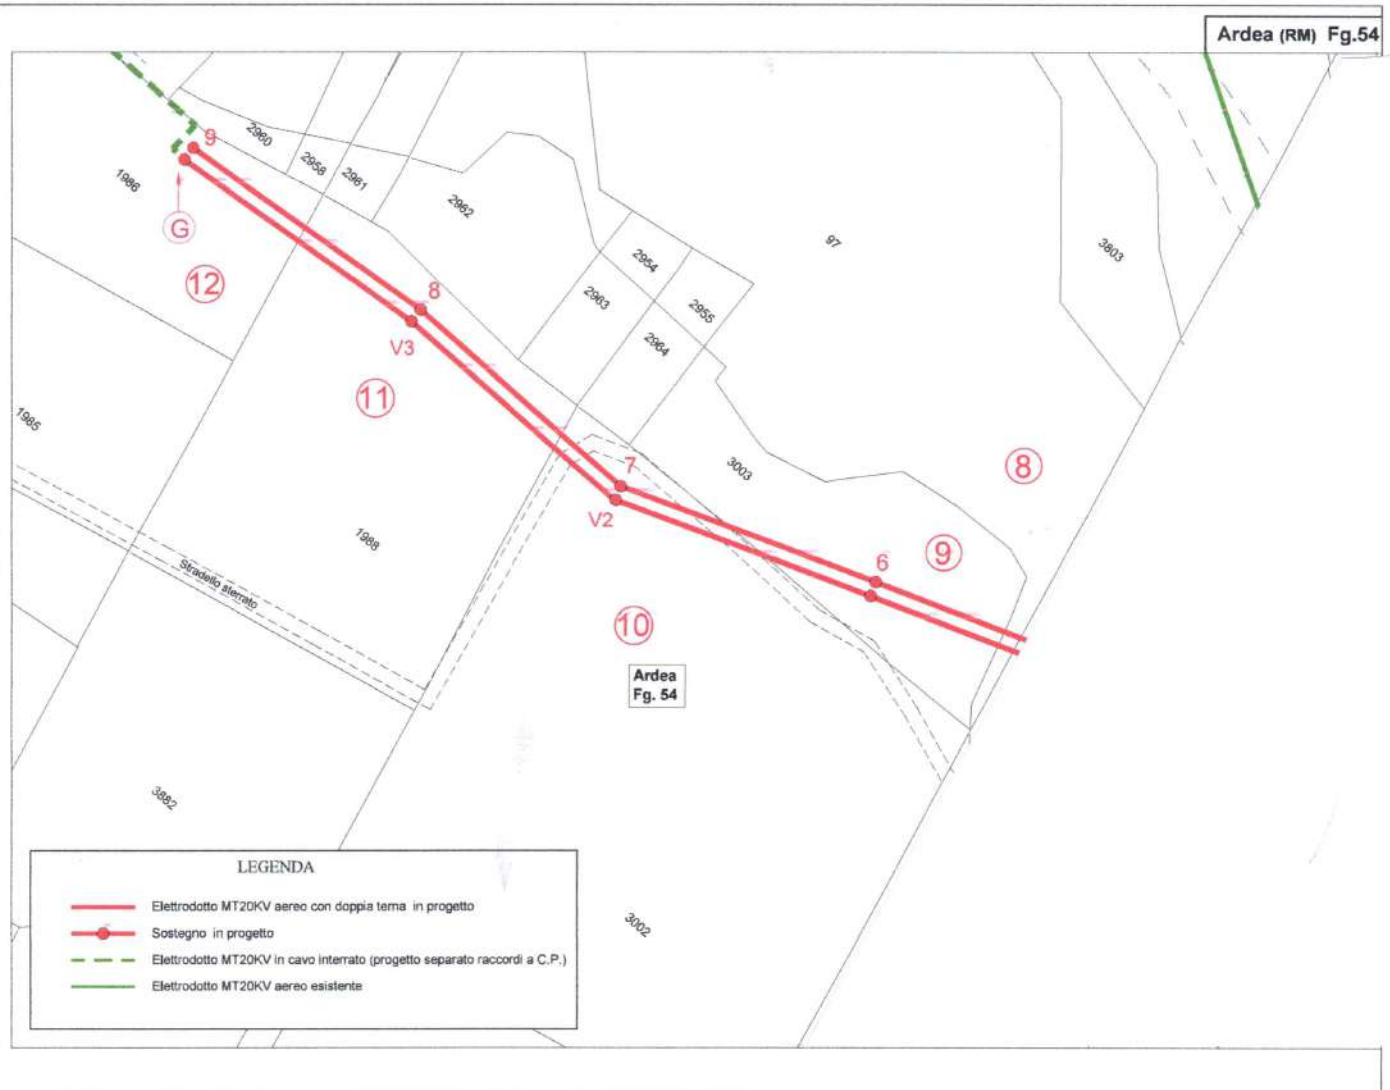 Ardea (RM) Fg.54
9
2960
2958
2961
1986
2962
G
12
97
3803
2954
2963
2955
2964
8
V3
11
1985
7
3003
8
V2
1988
9
6
Stradello sterrato
10
Ardea
Fg. 54
3882
3002
LEGENDA
Elettrodotto MT20KV aereo con doppia terna in progetto
Sostegno in progetto
Elettrodotto MT20KV in cavo interrato (progetto separato raccordi a C.P.)
Elettrodotto MT20KV aereo esistente